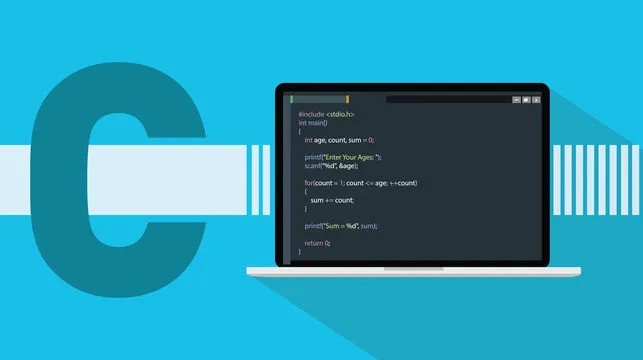 C
#include <stdio.h>
int main()
{
int age, count, sum = 0;
printf("Enter Your Ages: ");
scanf("%d", &age);
for(count = 1; count <= age; ++count)
{
sum += count;
}
printf("Sum = %d", sum);
return 0;
}